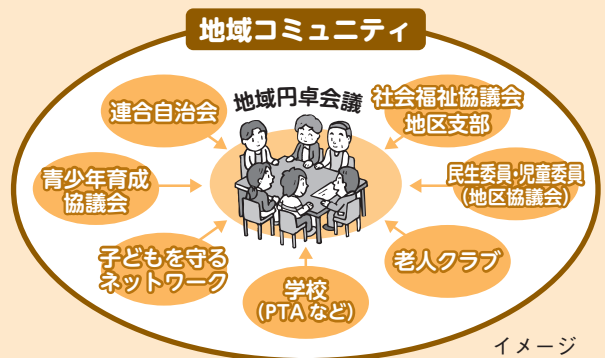 地域コミュニティ
地域円卓会議
連合自治会
社会福祉協議会
地区支部
青少年育成
協議会
民生委員・児童委員
(地区協議会)
子どもを守る
ネットワーク
学校
(PTAなど)
老人クラブ
イメージ